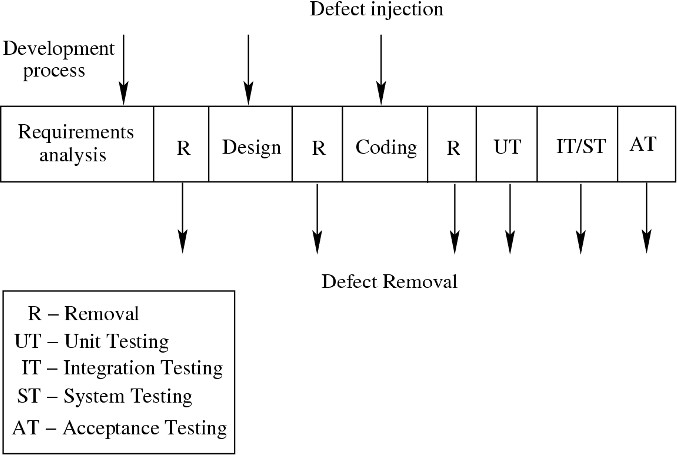 Defect injection
Development
process
Requirements
analysis
R
Design
R
Coding
R
UT
IT/ST
AT
Defect Removal
R – Removal
UT – Unit Testing
IT – Integration Testing
ST – System Testing
AT – Acceptance Testing